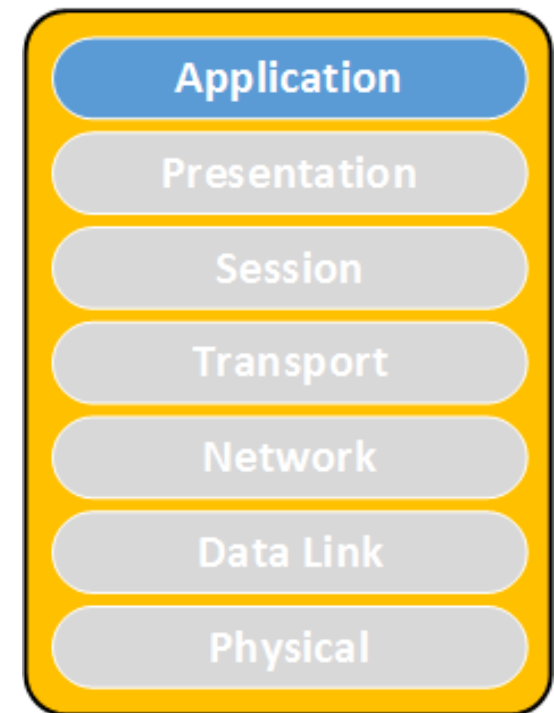 Application
Presentation
Session
Transport
Network
Data Link
Physical